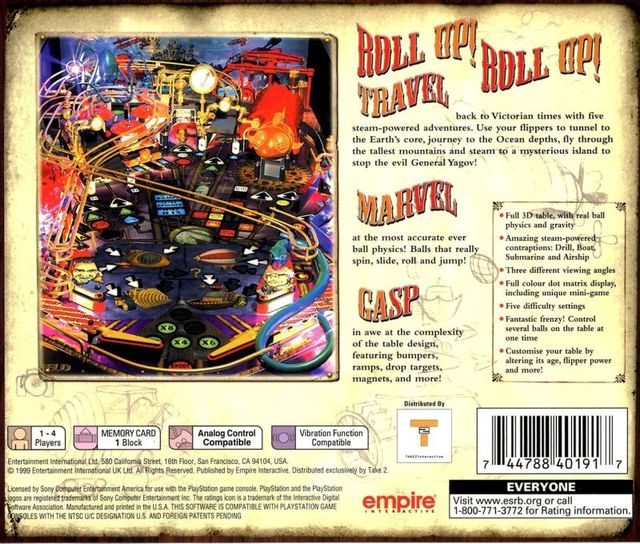 ROLL UP! ROLL UP!
TRAVEL
back to Victorian times with five
steam-powered adventures. Use your flippers to tunnel to
the Earth's core, journey to the Ocean depths, fly through
the tallest mountains and steam to a mysterious island to
stop the evil General Yagov!
MARVEL
at the most accurate ever
ball physics! Balls that really
spin, slide, roll and jump!
GASP
in awe at the complexity
of the table design,
featuring bumpers,
ramps, drop targets,
magnets, and more!
• Full 3D table, with real ball
physics and gravity
• Amazing steam-powered
contraptions: Drill, Boat,
Submarine and Airship
• Three different viewing angles
• Full colour dot matrix display,
including unique mini-game
• Five difficulty settings
• Fantastic frenzy! Control
several balls on the table at
one time
• Customise your table by
altering its age, flipper power
and more!
X8
X4
X6
SHOOT
1 - 4
Players
MEMORY CARD
1 Block
Analog Control
Compatible
Vibration Function
Compatible
Distributed By
T
TAKE2Interactive
Entertainment International Ltd, 580 California Street, 16th Floor, San Francisco, CA 94104, USA.
© 1999 Entertainment International UK Ltd. All Rights Reserved. Published by Empire Interactive. Distributed exclusively by Take 2.
Licensed by Sony Computer Entertainment America for use with the PlayStation game console. PlayStation and the PlayStation
logos are registered trademarks of Sony Computer Entertainment Inc. The ratings icon is a trademark of the Interactive Digital
Software Association. Manufactured and printed in the U.S.A. THIS SOFTWARE IS COMPATIBLE WITH PLAYSTATION GAME
CONSOLES WITH THE NTSC U/C DESIGNATION U.S. AND FOREIGN PATENTS PENDING
empire
INTERACTIVE
7 44788 40191 7
EVERYONE
Visit www.esrb.org or call
1-800-771-3772 for Rating information.